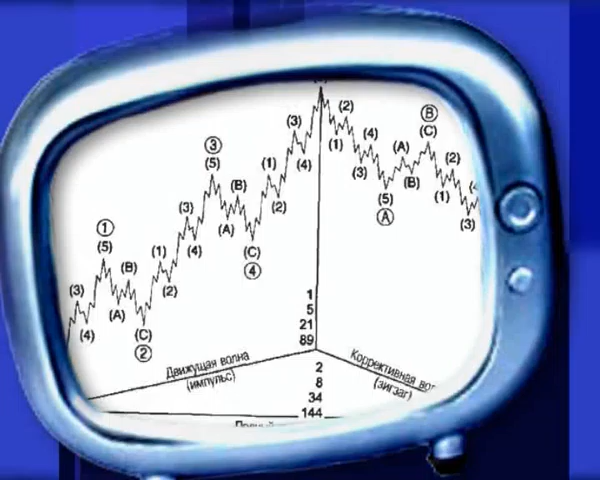 (3)
(4)
①
(5)
(A)
(B)
(C)
②
(1)
(2)
(3)
(4)
③
(5)
(A)
(B)
(C)
④
(1)
(2)
(3)
(4)
(1)
(2)
(3)
(4)
(5)
Ⓐ
(A)
(B)
Ⓑ
(C)
(1)
(2)
(3)
1
5
21
89
Движущая волна
(импульс)
2
8
34
144
Коррективная
(зигзаг)